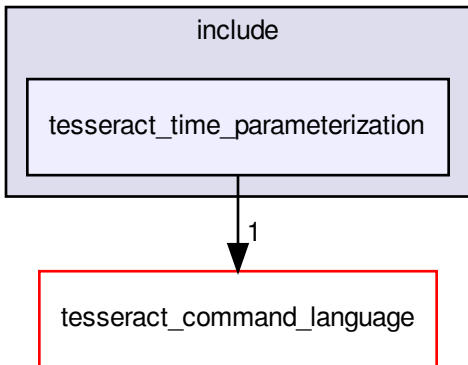 include
tesseract_time_parameterization
1
tesseract_command_language